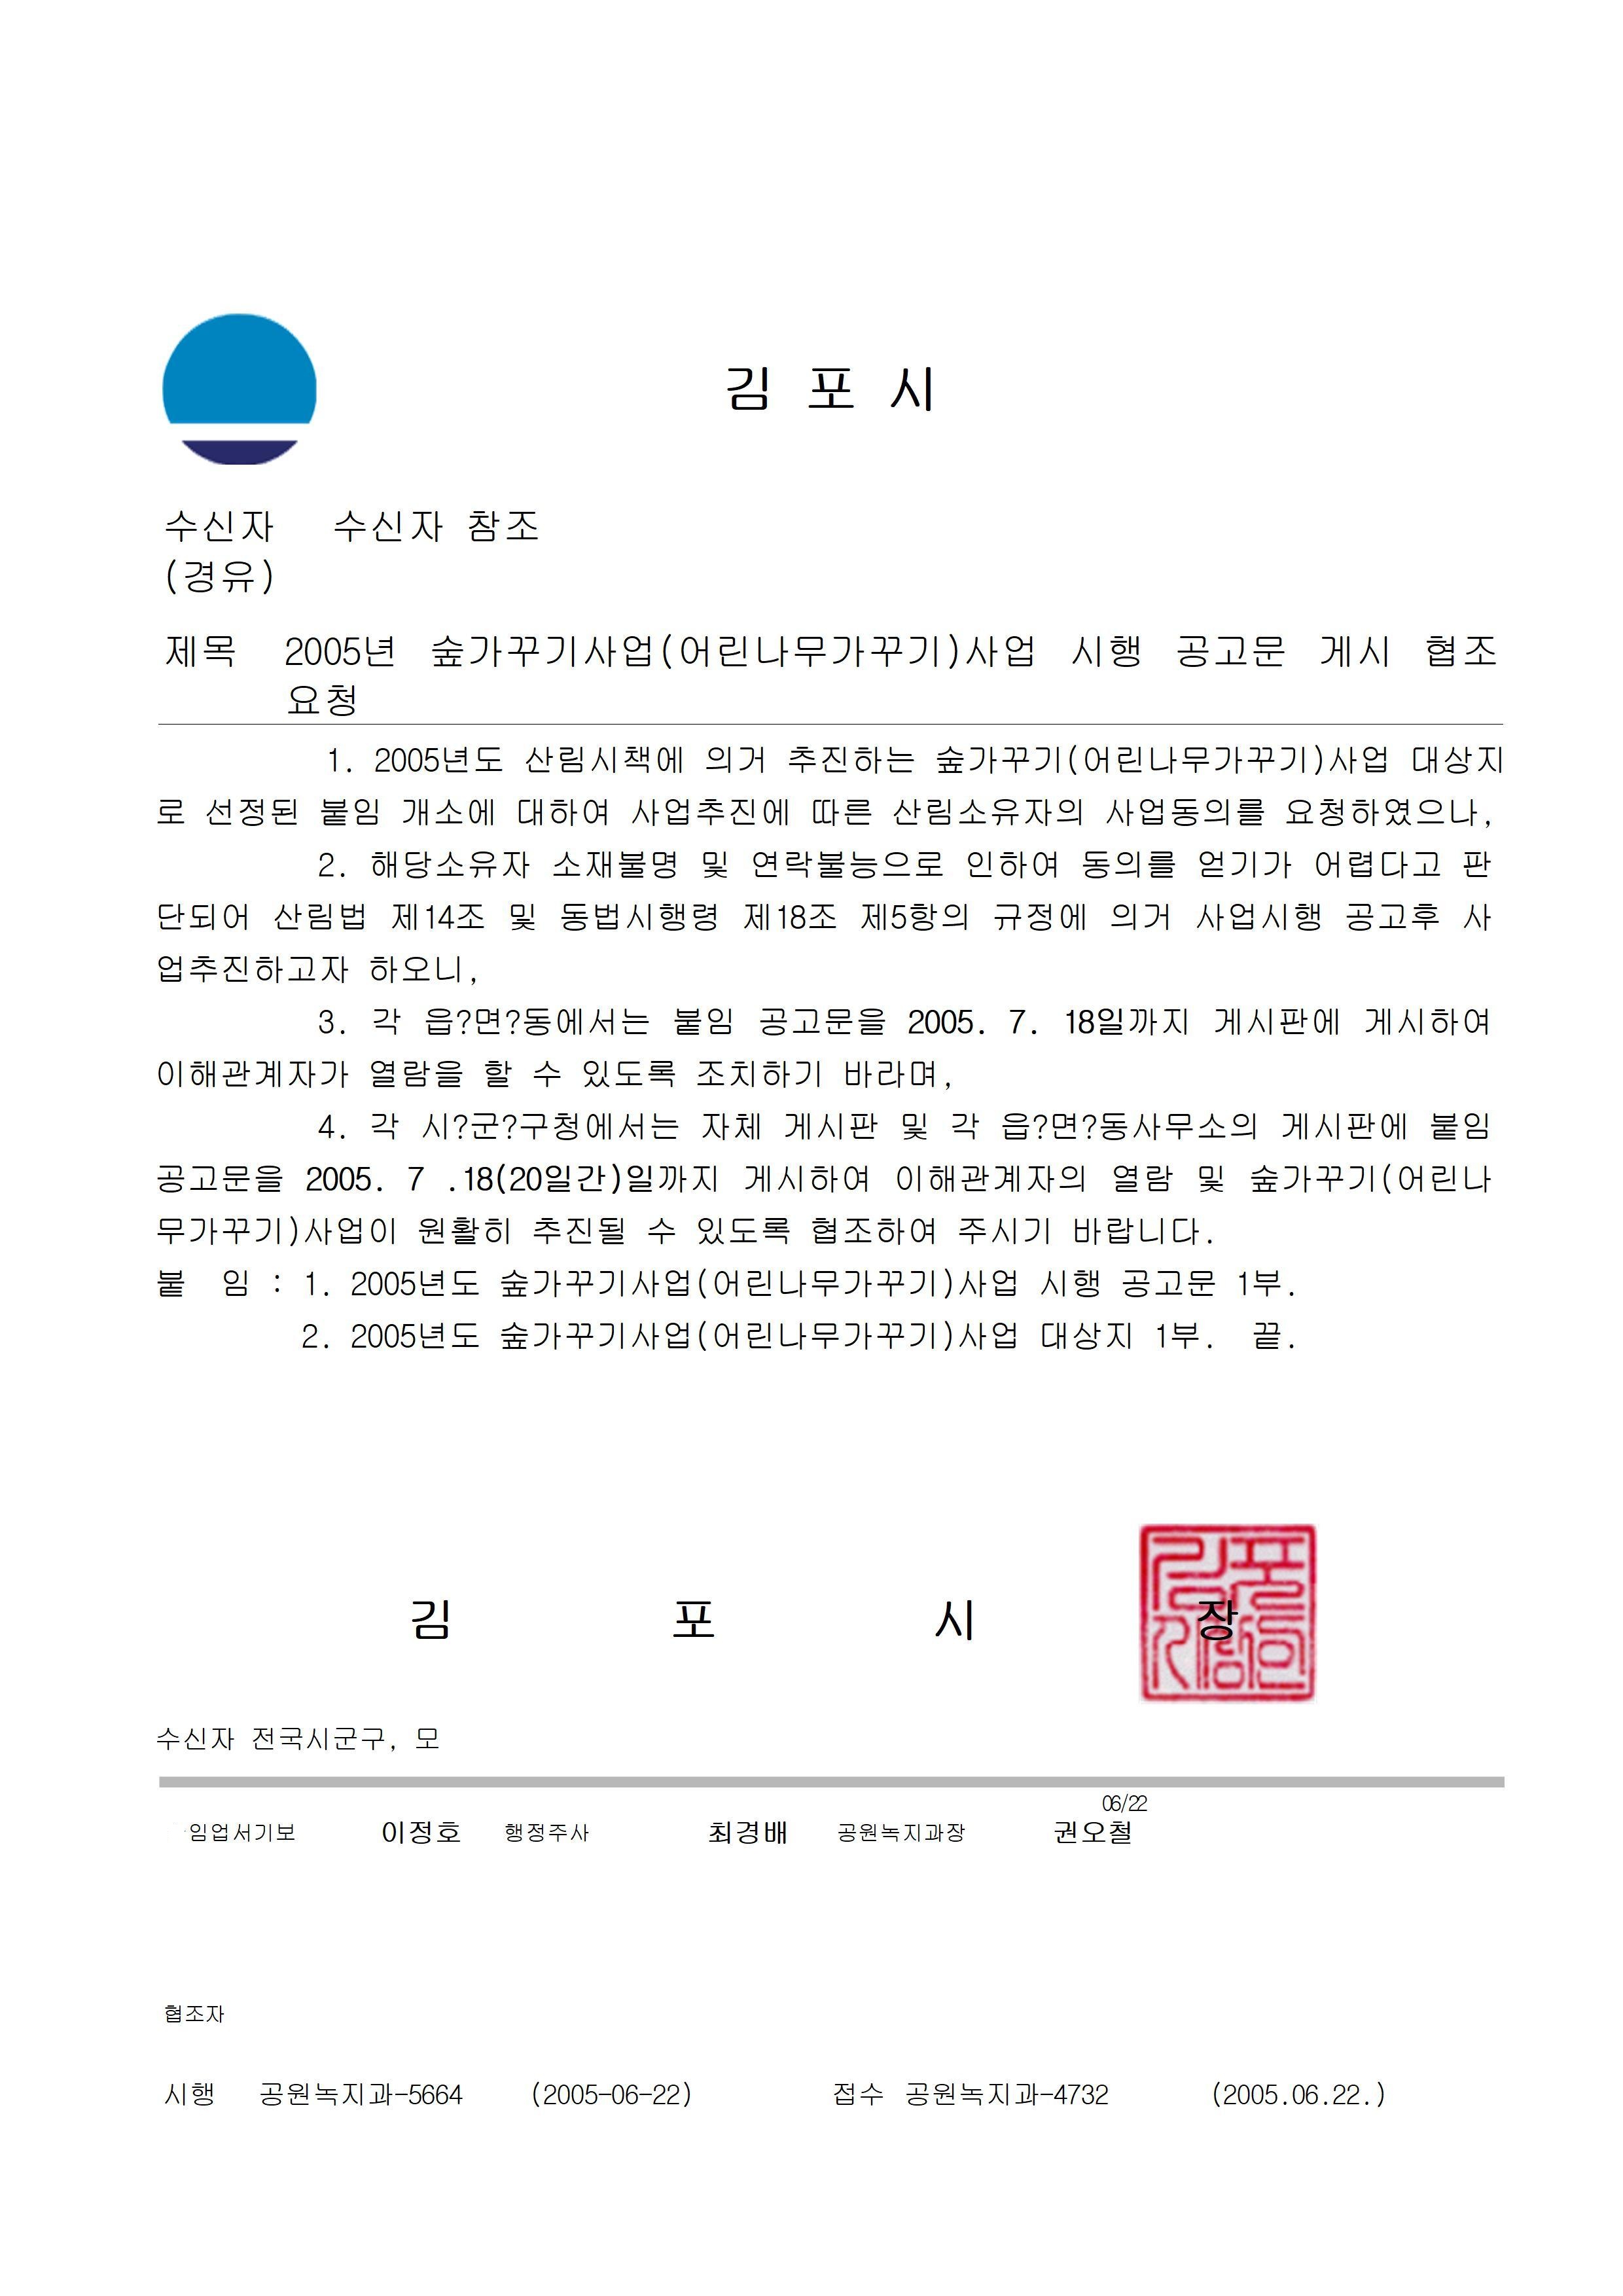 김 포 시
수신자 수신자 참조
(경유)
제목 2005년 숲가꾸기사업(어린나무가꾸기)사업 시행 공고문 게시 협조
요청
1. 2005년도 산림시책에 의거 추진하는 숲가꾸기(어린나무가꾸기)사업 대상지
로 선정된 붙임 개소에 대하여 사업추진에 따른 산림소유자의 사업동의를 요청하였으나,
2. 해당소유자 소재불명 및 연락불능으로 인하여 동의를 얻기가 어렵다고 판
단되어 산림법 제14조 및 동법시행령 제18조 제5항의 규정에 의거 사업시행 공고후 사
업추진하고자 하오니,
3. 각 읍?면?동에서는 붙임 공고문을 2005. 7. 18일까지 게시판에 게시하여
이해관계자가 열람을 할 수 있도록 조치하기 바라며,
4. 각 시?군?구청에서는 자체 게시판 및 각 읍?면?동사무소의 게시판에 붙임
공고문을 2005. 7 .18(20일간)일까지 게시하여 이해관계자의 열람 및 숲가꾸기(어린나
무가꾸기)사업이 원활히 추진될 수 있도록 협조하여 주시기 바랍니다.
붙 임 : 1. 2005년도 숲가꾸기사업(어린나무가꾸기)사업 시행 공고문 1부.
2. 2005년도 숲가꾸기사업(어린나무가꾸기)사업 대상지 1부. 끝.
김 포 시 장
수신자 전국시군구, 모
06/22
임업서기보 이정호 행정주사 최경배 공원녹지과장 권오철
협조자
시행 공원녹지과-5664 (2005-06-22) 접수 공원녹지과-4732 (2005.06.22.)